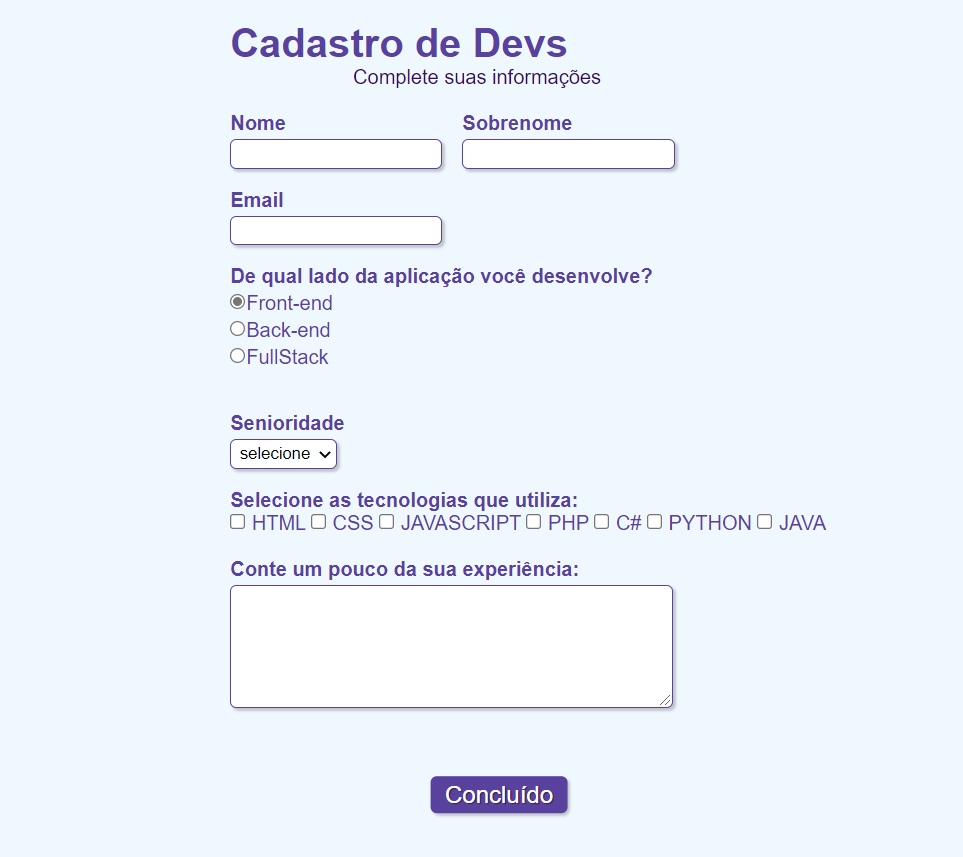 Cadastro de Devs
Complete suas informações
Nome Sobrenome
Email
De qual lado da aplicação você desenvolve?
Front-end
Back-end
FullStack
Senioridade
selecione
Selecione as tecnologias que utiliza:
HTML CSS JAVASCRIPT PHP C# PYTHON JAVA
Conte um pouco da sua experiência:
Concluído